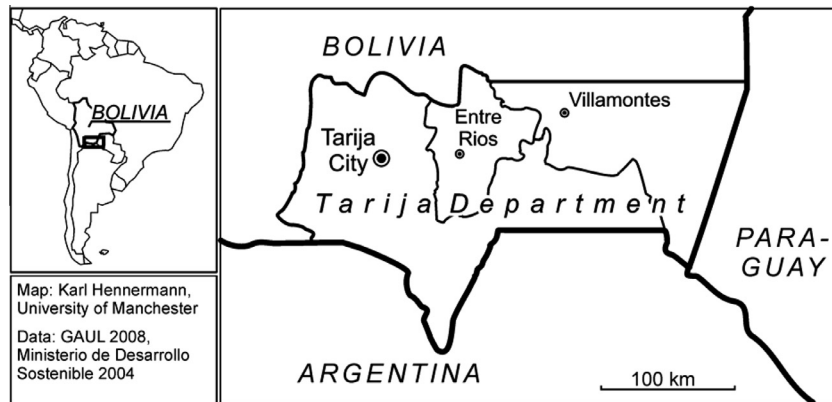 BOLIVIA
Map: Karl Hennermann,
University of Manchester
Data: GAUL 2008,
Ministerio de Desarrollo
Sostenible 2004
BOLIVIA
Villamontes
Entre
Rios
Tarija
City
Tarija Department
PARA-
GUAY
ARGENTINA
100 km